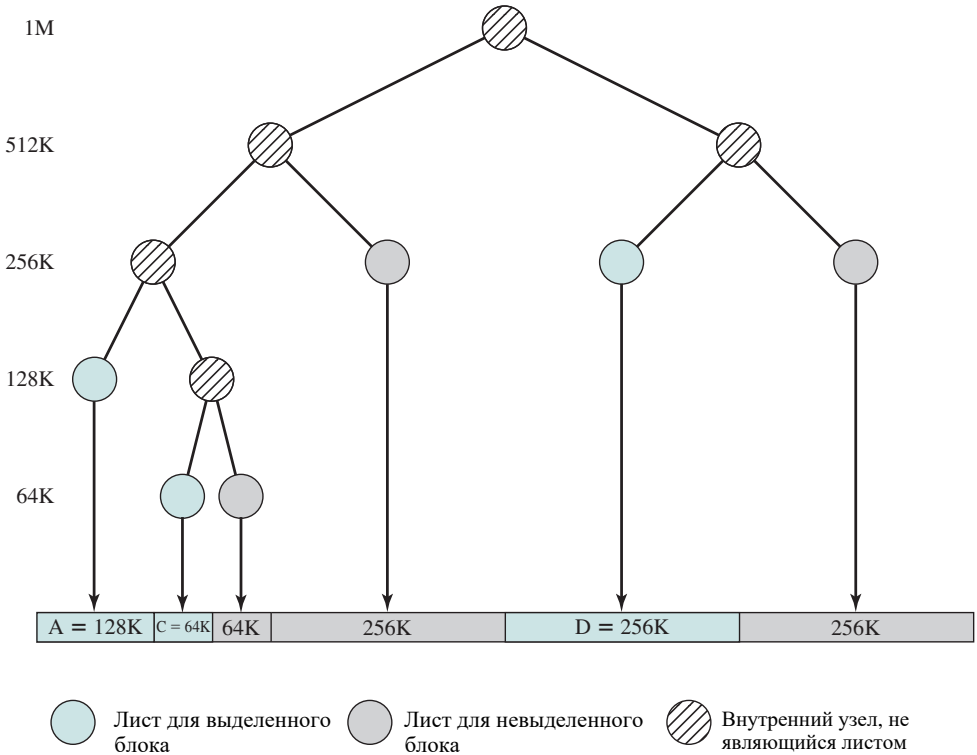 1M
512K
256K
128K
64K
A = 128K C = 64K 64K 256K D = 256K 256K
Лист для выделенного
блока
Лист для невыделенного
блока
Внутренний узел, не
являющийся листом